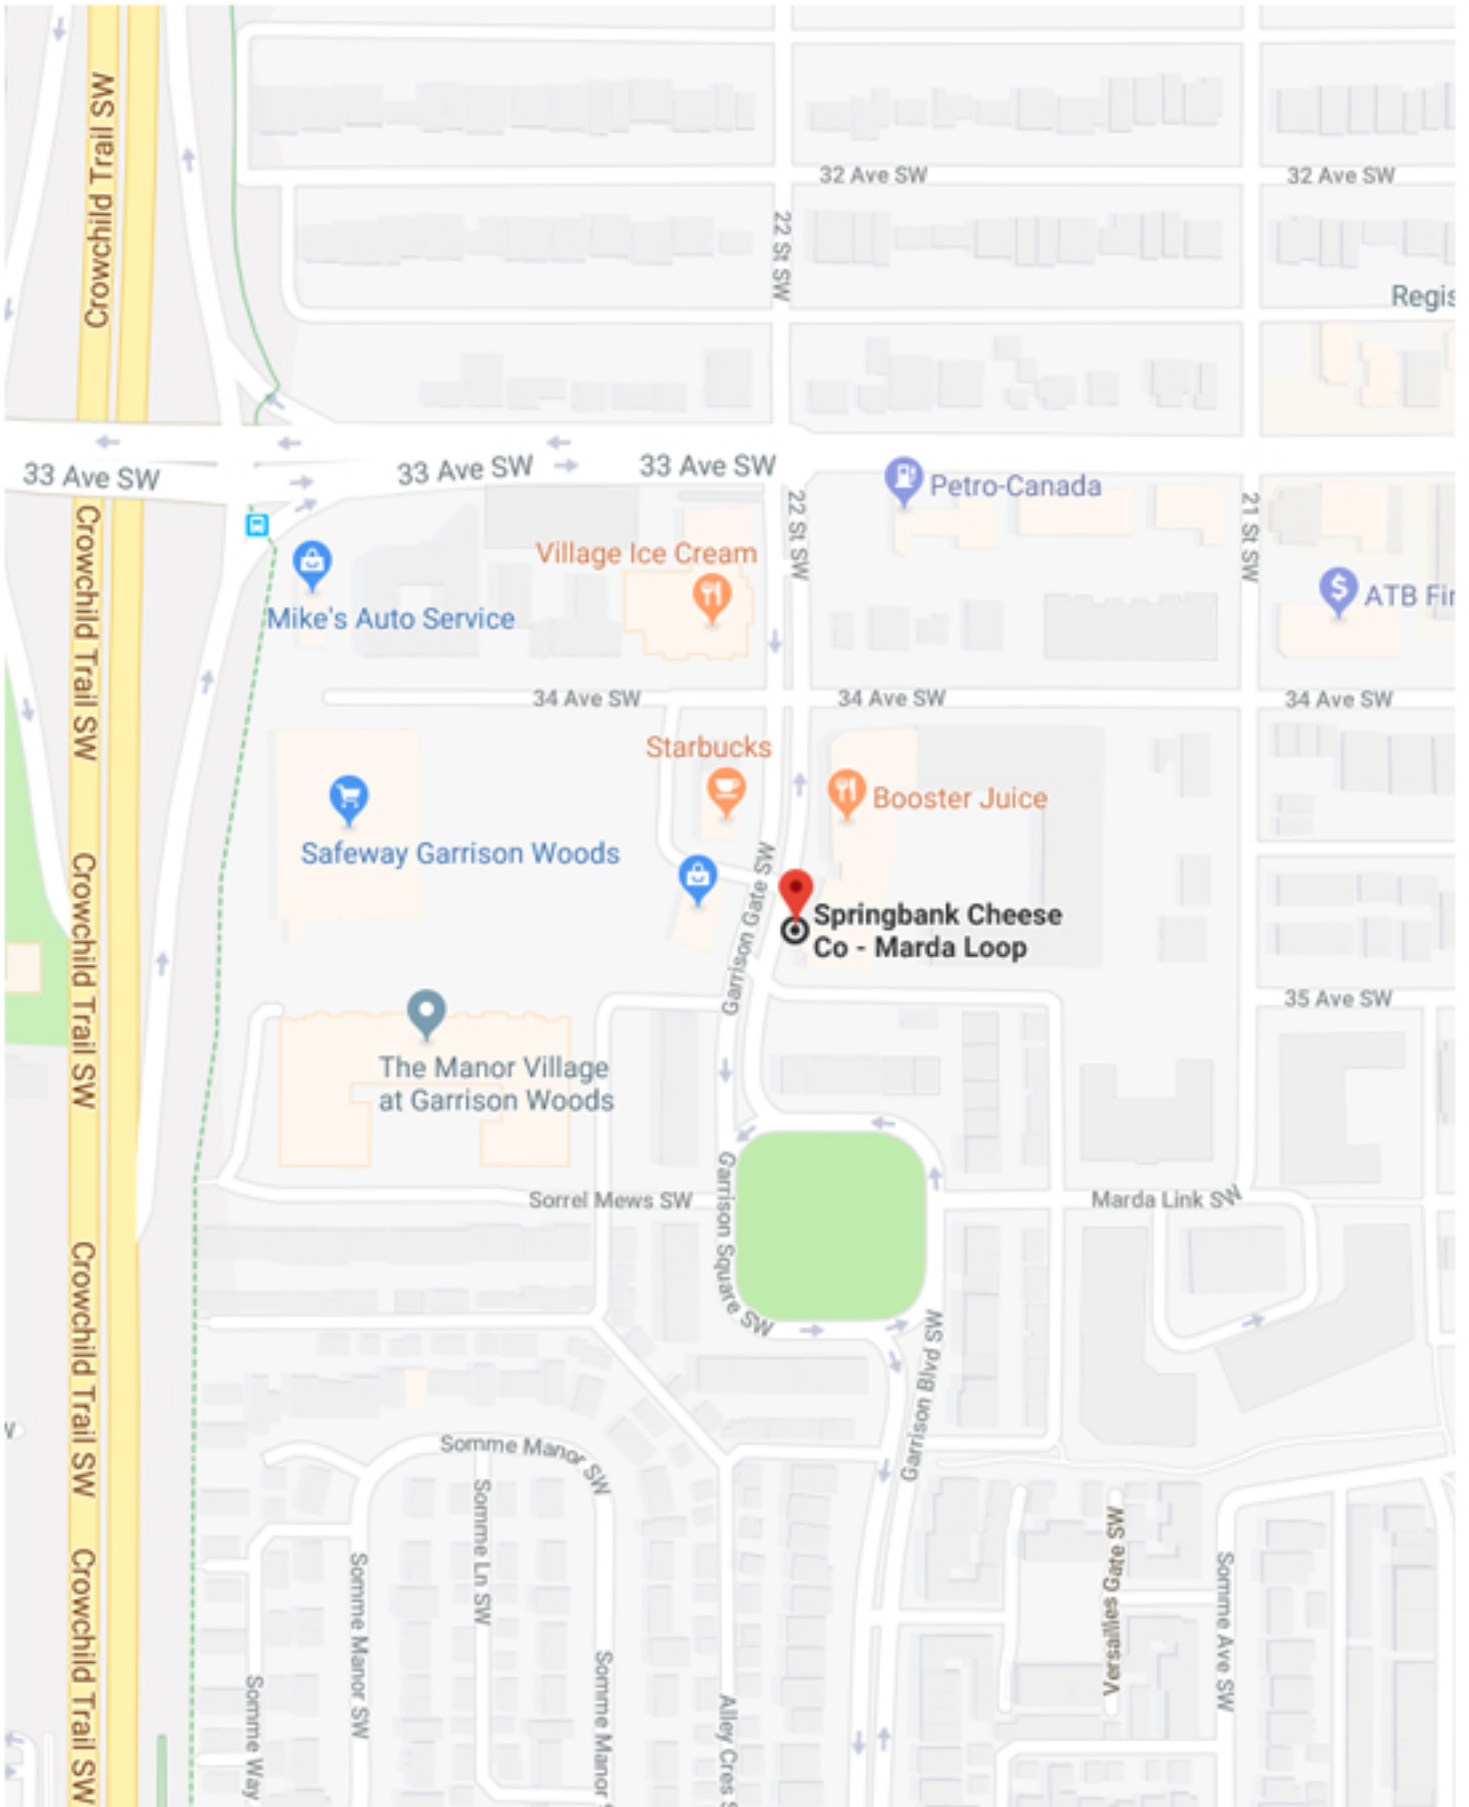 Crowchild Trail SW
32 Ave SW
32 Ave SW
22 St SW
Regis
33 Ave SW
33 Ave SW
33 Ave SW
Petro-Canada
22 St SW
21 St SW
Crowchild Trail SW
Village Ice Cream
Mike's Auto Service
ATB Fin
34 Ave SW
34 Ave SW
34 Ave SW
Starbucks
Booster Juice
Safeway Garrison Woods
Garrison Gate SW
Springbank Cheese
Co - Marda Loop
Crowchild Trail SW
35 Ave SW
The Manor Village
at Garrison Woods
Sorrel Mews SW
Garrison Square SW
Marda Link SW
Crowchild Trail SW
Garrison Blvd SW
Somme Manor SW
Somme Ln SW
Versailles Gate SW
Somme Manor SW
Somme Ave SW
Crowchild Trail SW
Somme Way
Somme Manor
Alley Cres